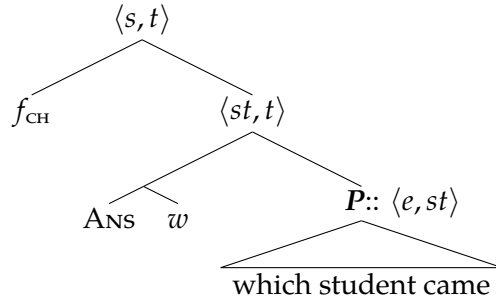 ⟨s, t⟩
f_CH
⟨st, t⟩
ANS w
P:: ⟨e, st⟩
which student came